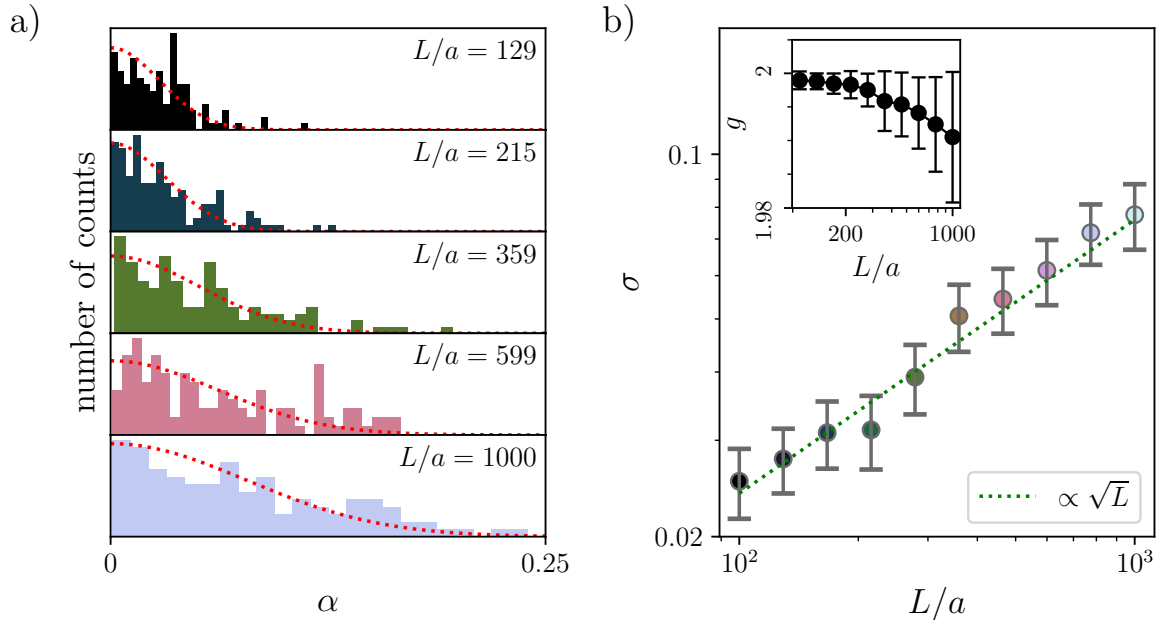 a)
number of counts
L/a = 129
L/a = 215
L/a = 359
L/a = 599
L/a = 1000
0
0.25
α
b)
σ
0.1
0.02
10²
10³
L/a
∝ √L
g
2
1.98
200
1000
L/a